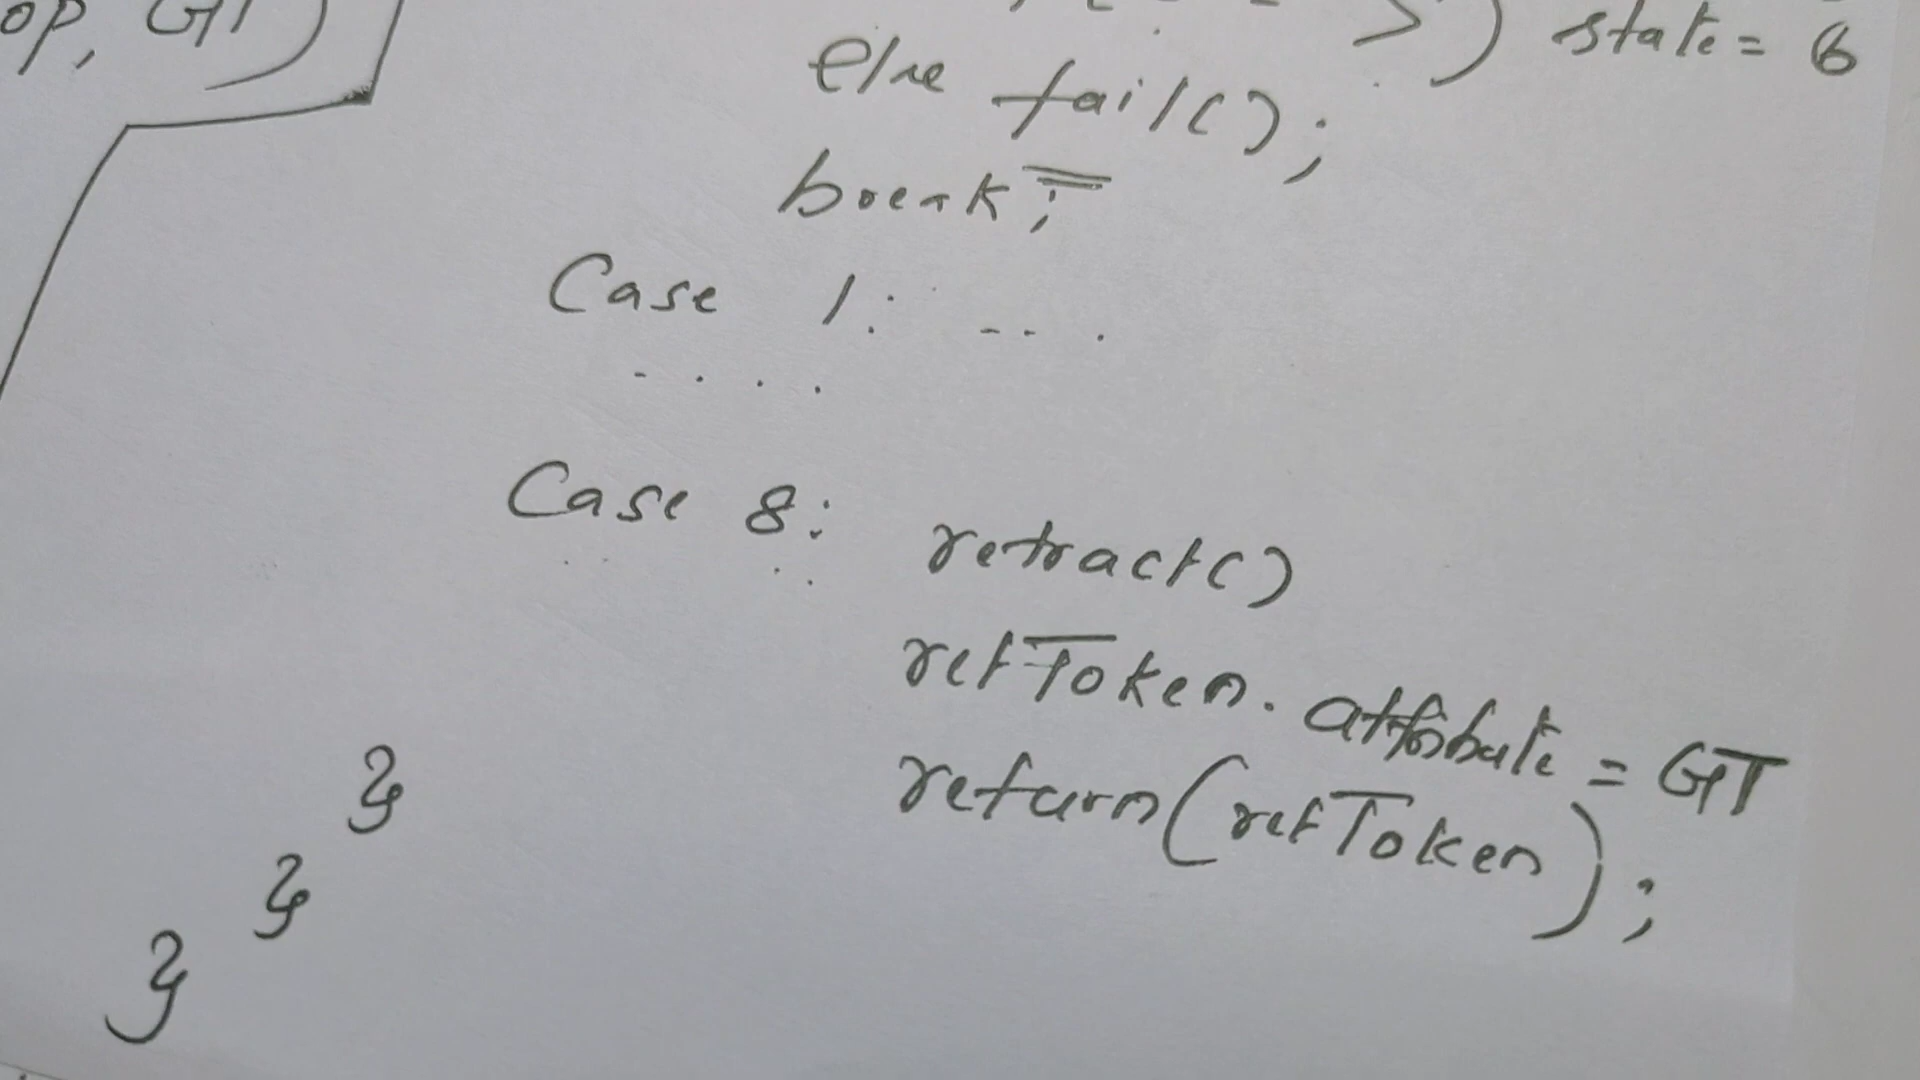 op, GT)
>) state = 6
else fail();
break;
Case 1: ....
....
Case 8: retract()
retToken. attribute = GT
return(retToken);
}
}
}